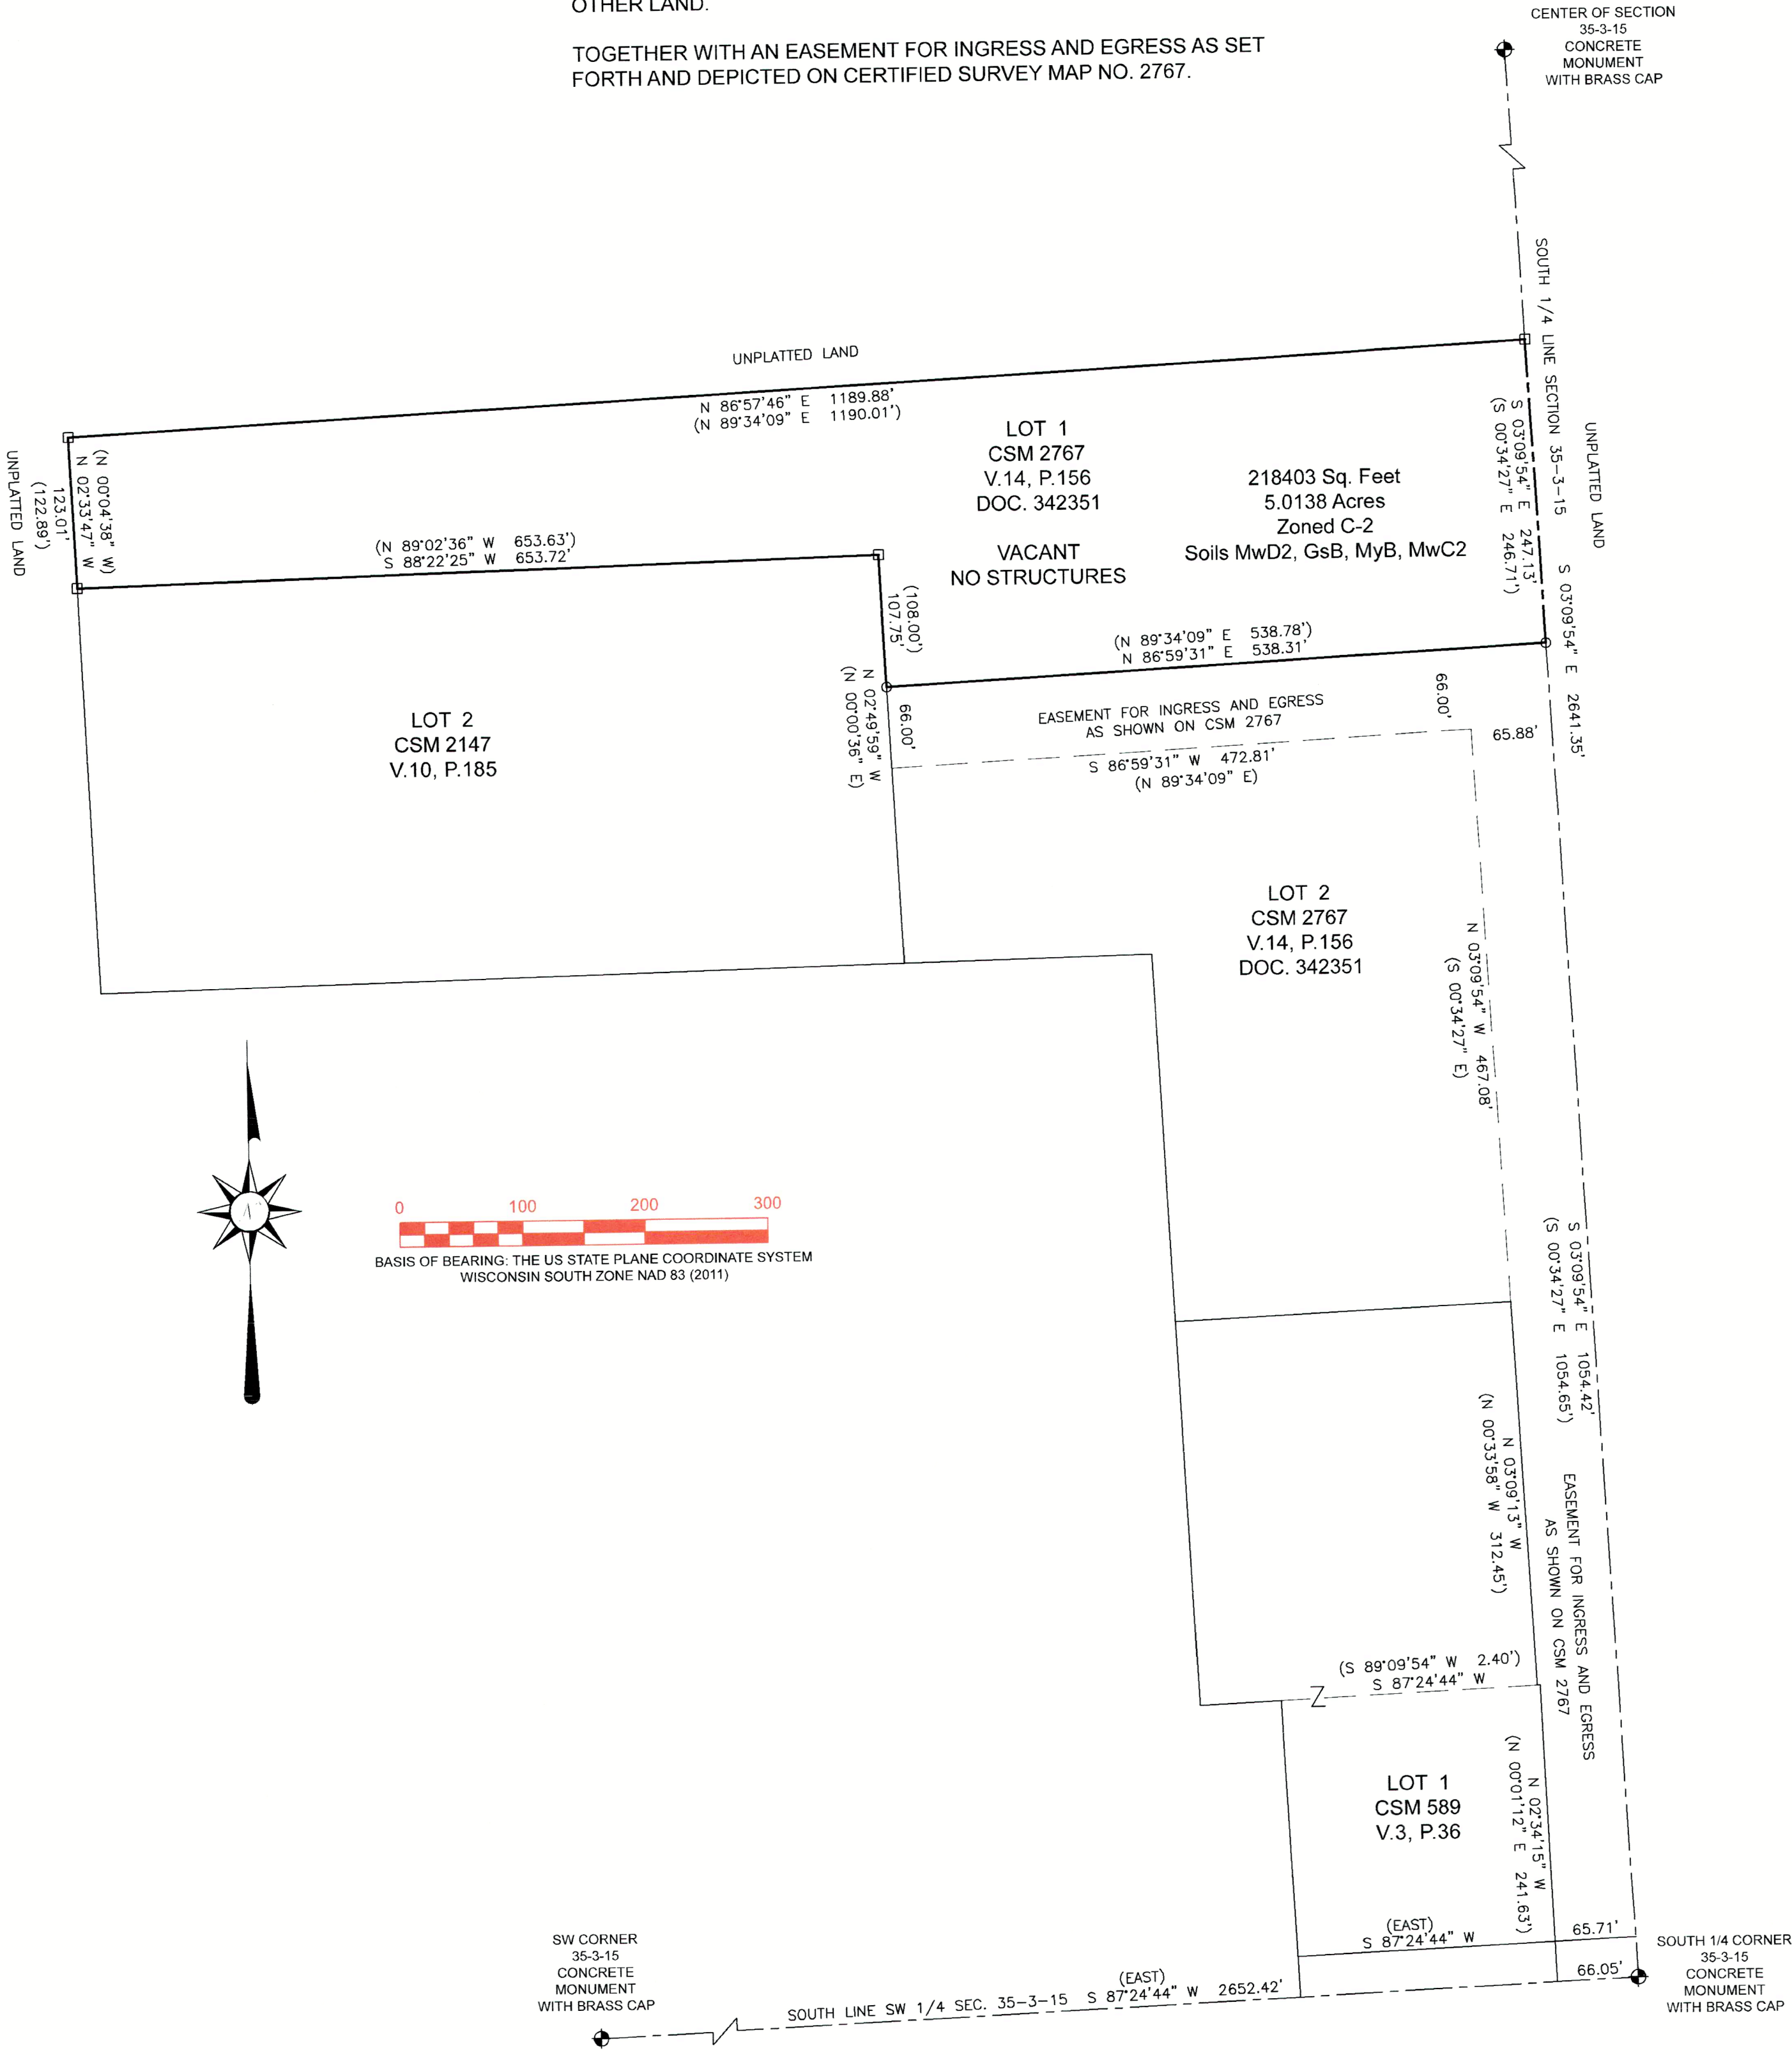 OTHER LAND.
TOGETHER WITH AN EASEMENT FOR INGRESS AND EGRESS AS SET
FORTH AND DEPICTED ON CERTIFIED SURVEY MAP NO. 2767.
CENTER OF SECTION
35-3-15
CONCRETE
MONUMENT
WITH BRASS CAP
SOUTH 1/4 LINE SECTION 35-3-15 S 03°09'54" E 2641.35'
UNPLATTED LAND
UNPLATTED LAND
N 86°57'46" E 1189.88'
(N 89°34'09" E 1190.01')
S 03°09'54" E 247.13'
(S 00°34'27" E 246.71')
LOT 1
CSM 2767
V.14, P.156
DOC. 342351
VACANT
NO STRUCTURES
218403 Sq. Feet
5.0138 Acres
Zoned C-2
Soils MwD2, GsB, MyB, MwC2
UNPLATTED LAND
(N 00°04'38" W)
N 02°33'47" W
123.01'
(122.89')
(N 89°02'36" W 653.63')
S 88°22'25" W 653.72'
(108.00')
107.75'
(N 89°34'09" E 538.78')
N 86°59'31" E 538.31'
N 02°49'59" W
(N 00°00'36" E)
66.00'
EASEMENT FOR INGRESS AND EGRESS
AS SHOWN ON CSM 2767
66.00'
65.88'
S 86°59'31" W 472.81'
(N 89°34'09" E)
LOT 2
CSM 2147
V.10, P.185
LOT 2
CSM 2767
V.14, P.156
DOC. 342351
N 03°09'54" W 467.08'
(S 00°34'27" E)
0 100 200 300
BASIS OF BEARING: THE US STATE PLANE COORDINATE SYSTEM
WISCONSIN SOUTH ZONE NAD 83 (2011)
S 03°09'54" E 1054.42'
(S 00°34'27" E 1054.65')
N 03°09'13" W
(N 00°33'58" W 312.45')
EASEMENT FOR INGRESS AND EGRESS
AS SHOWN ON CSM 2767
(S 89°09'54" W 2.40')
S 87°24'44" W
LOT 1
CSM 589
V.3, P.36
N 02°34'15" W
(N 00°01'12" E 241.63')
(EAST)
S 87°24'44" W
65.71'
66.05'
SOUTH 1/4 CORNER
35-3-15
CONCRETE
MONUMENT
WITH BRASS CAP
SW CORNER
35-3-15
CONCRETE
MONUMENT
WITH BRASS CAP
(EAST)
SOUTH LINE SW 1/4 SEC. 35-3-15 S 87°24'44" W 2652.42'